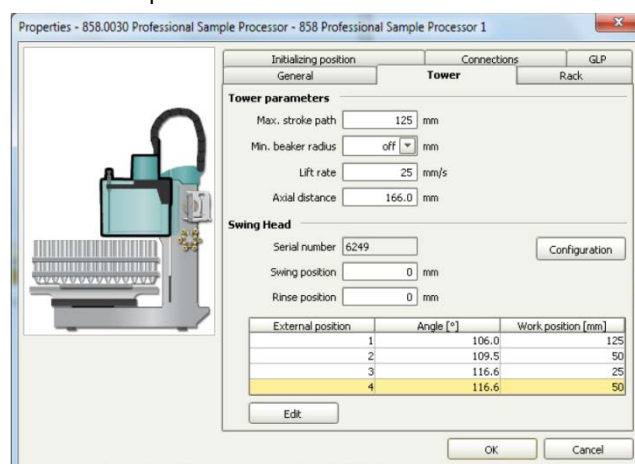 Properties - 858.0030 Professional Sample Processor - 858 Professional Sample Processor 1
Initializing position Connections GLP
General Tower Rack
Tower parameters
Max. stroke path 125 mm
Min. beaker radius off mm
Lift rate 25 mm/s
Axial distance 166.0 mm
Swing Head
Serial number 6249 Configuration
Swing position 0 mm
Rinse position 0 mm
External position Angle [°] Work position [mm]
1 106.0 125
2 109.5 50
3 116.6 25
4 116.6 50
Edit
OK Cancel